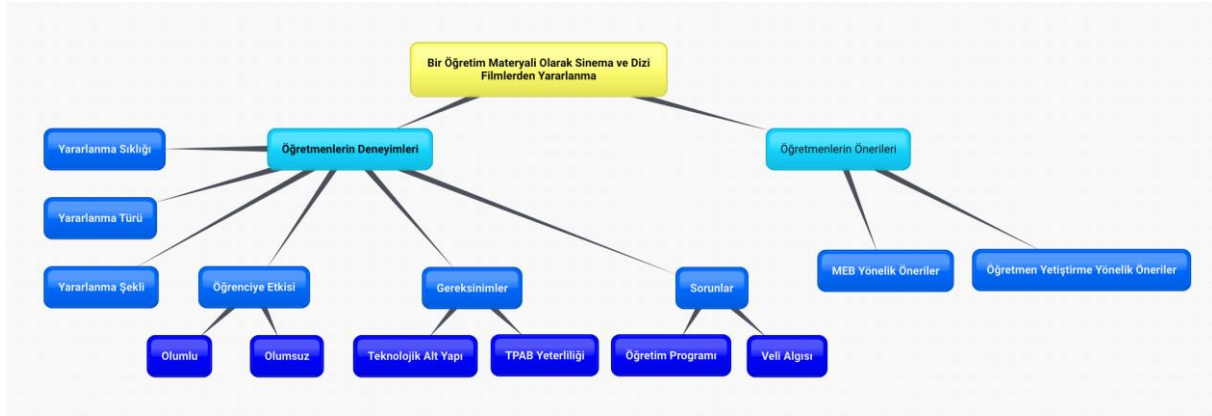 Bir Öğretim Materyali Olarak Sinema ve Dizi
Filmlerden Yararlanma
Öğretmenlerin Deneyimleri
Öğretmenlerin Önerileri
Yararlanma Sıklığı
Yararlanma Türü
Yararlanma Şekli
Öğrenciye Etkisi
Gereksinimler
Sorunlar
MEB Yönelik Öneriler
Öğretmen Yetiştirme Yönelik Öneriler
Olumlu
Olumsuz
Teknolojik Alt Yapı
TPAB Yeterliliği
Öğretim Programı
Veli Algısı